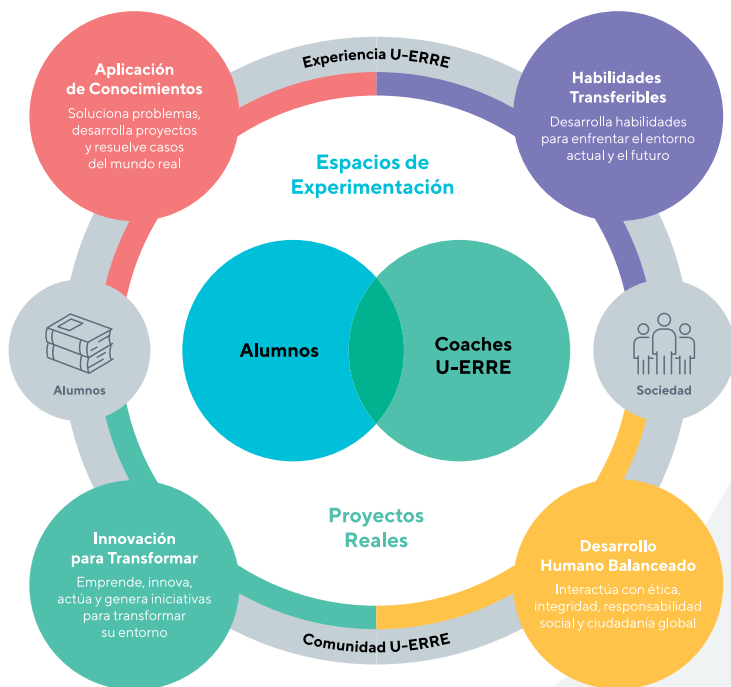 Experiencia U-ERRE
Aplicación
de Conocimientos
Soluciona problemas,
desarrolla proyectos
y resuelve casos
del mundo real
Habilidades
Transferibles
Desarrolla habilidades
para enfrentar el entorno
actual y el futuro
Espacios de
Experimentación
Alumnos
Alumnos
Coaches
U-ERRE
Sociedad
Proyectos
Reales
Innovación
para Transformar
Emprende, innova,
actúa y genera iniciativas
para transformar
su entorno
Desarrollo
Humano Balanceado
Interactúa con ética,
integridad, responsabilidad
social y ciudadanía global
Comunidad U-ERRE